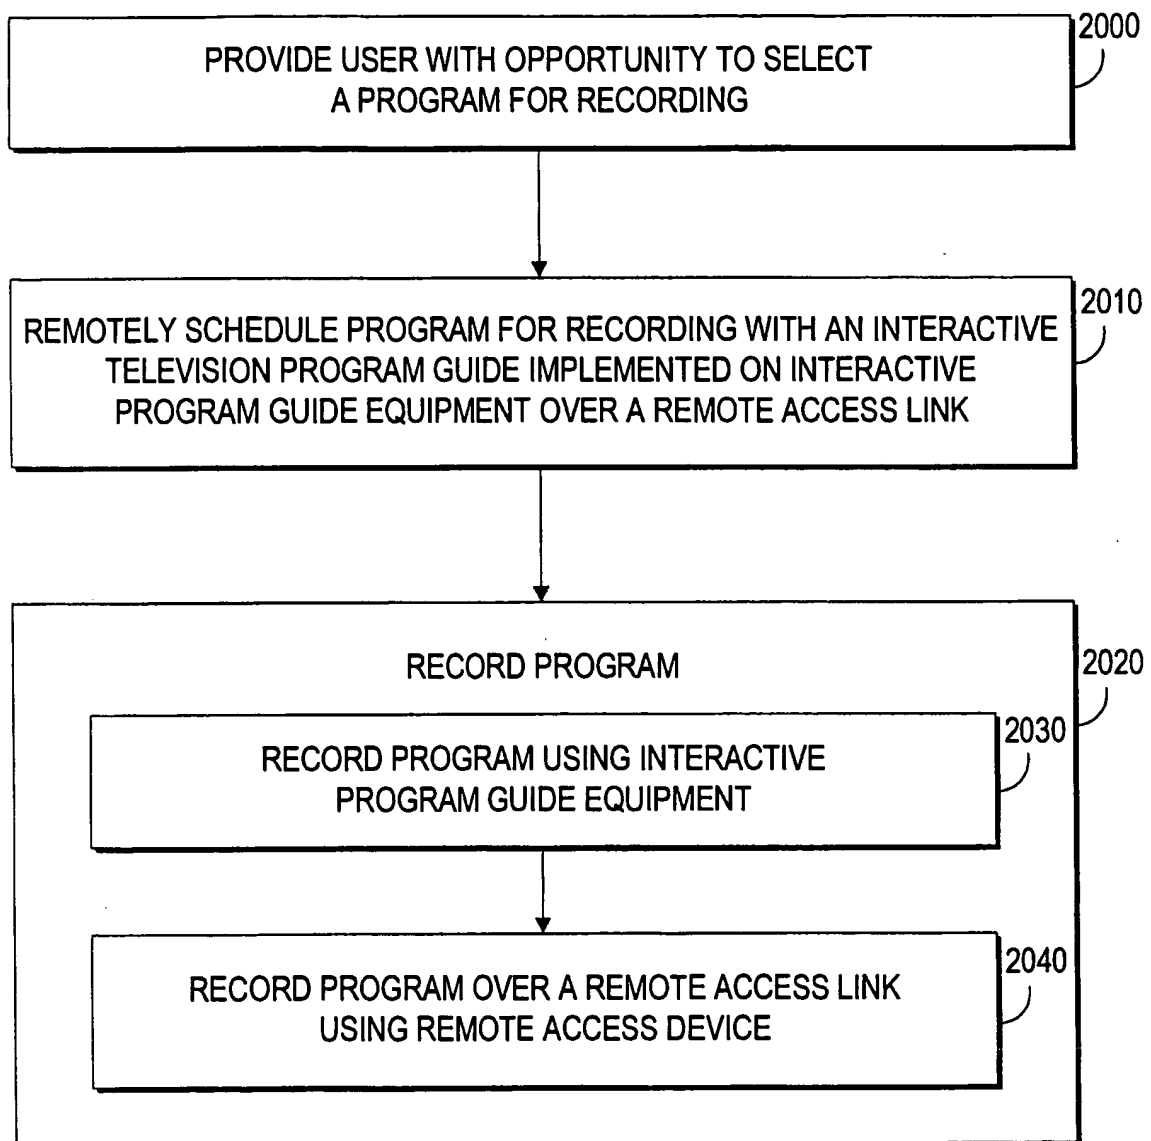 PROVIDE USER WITH OPPORTUNITY TO SELECT
A PROGRAM FOR RECORDING
2000
REMOTELY SCHEDULE PROGRAM FOR RECORDING WITH AN INTERACTIVE
TELEVISION PROGRAM GUIDE IMPLEMENTED ON INTERACTIVE
PROGRAM GUIDE EQUIPMENT OVER A REMOTE ACCESS LINK
2010
RECORD PROGRAM
2020
RECORD PROGRAM USING INTERACTIVE
PROGRAM GUIDE EQUIPMENT
2030
RECORD PROGRAM OVER A REMOTE ACCESS LINK
USING REMOTE ACCESS DEVICE
2040